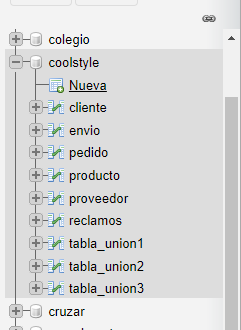 colegio
coolstyle
Nueva
cliente
envio
pedido
producto
proveedor
reclamos
tabla_union1
tabla_union2
tabla_union3
cruzar